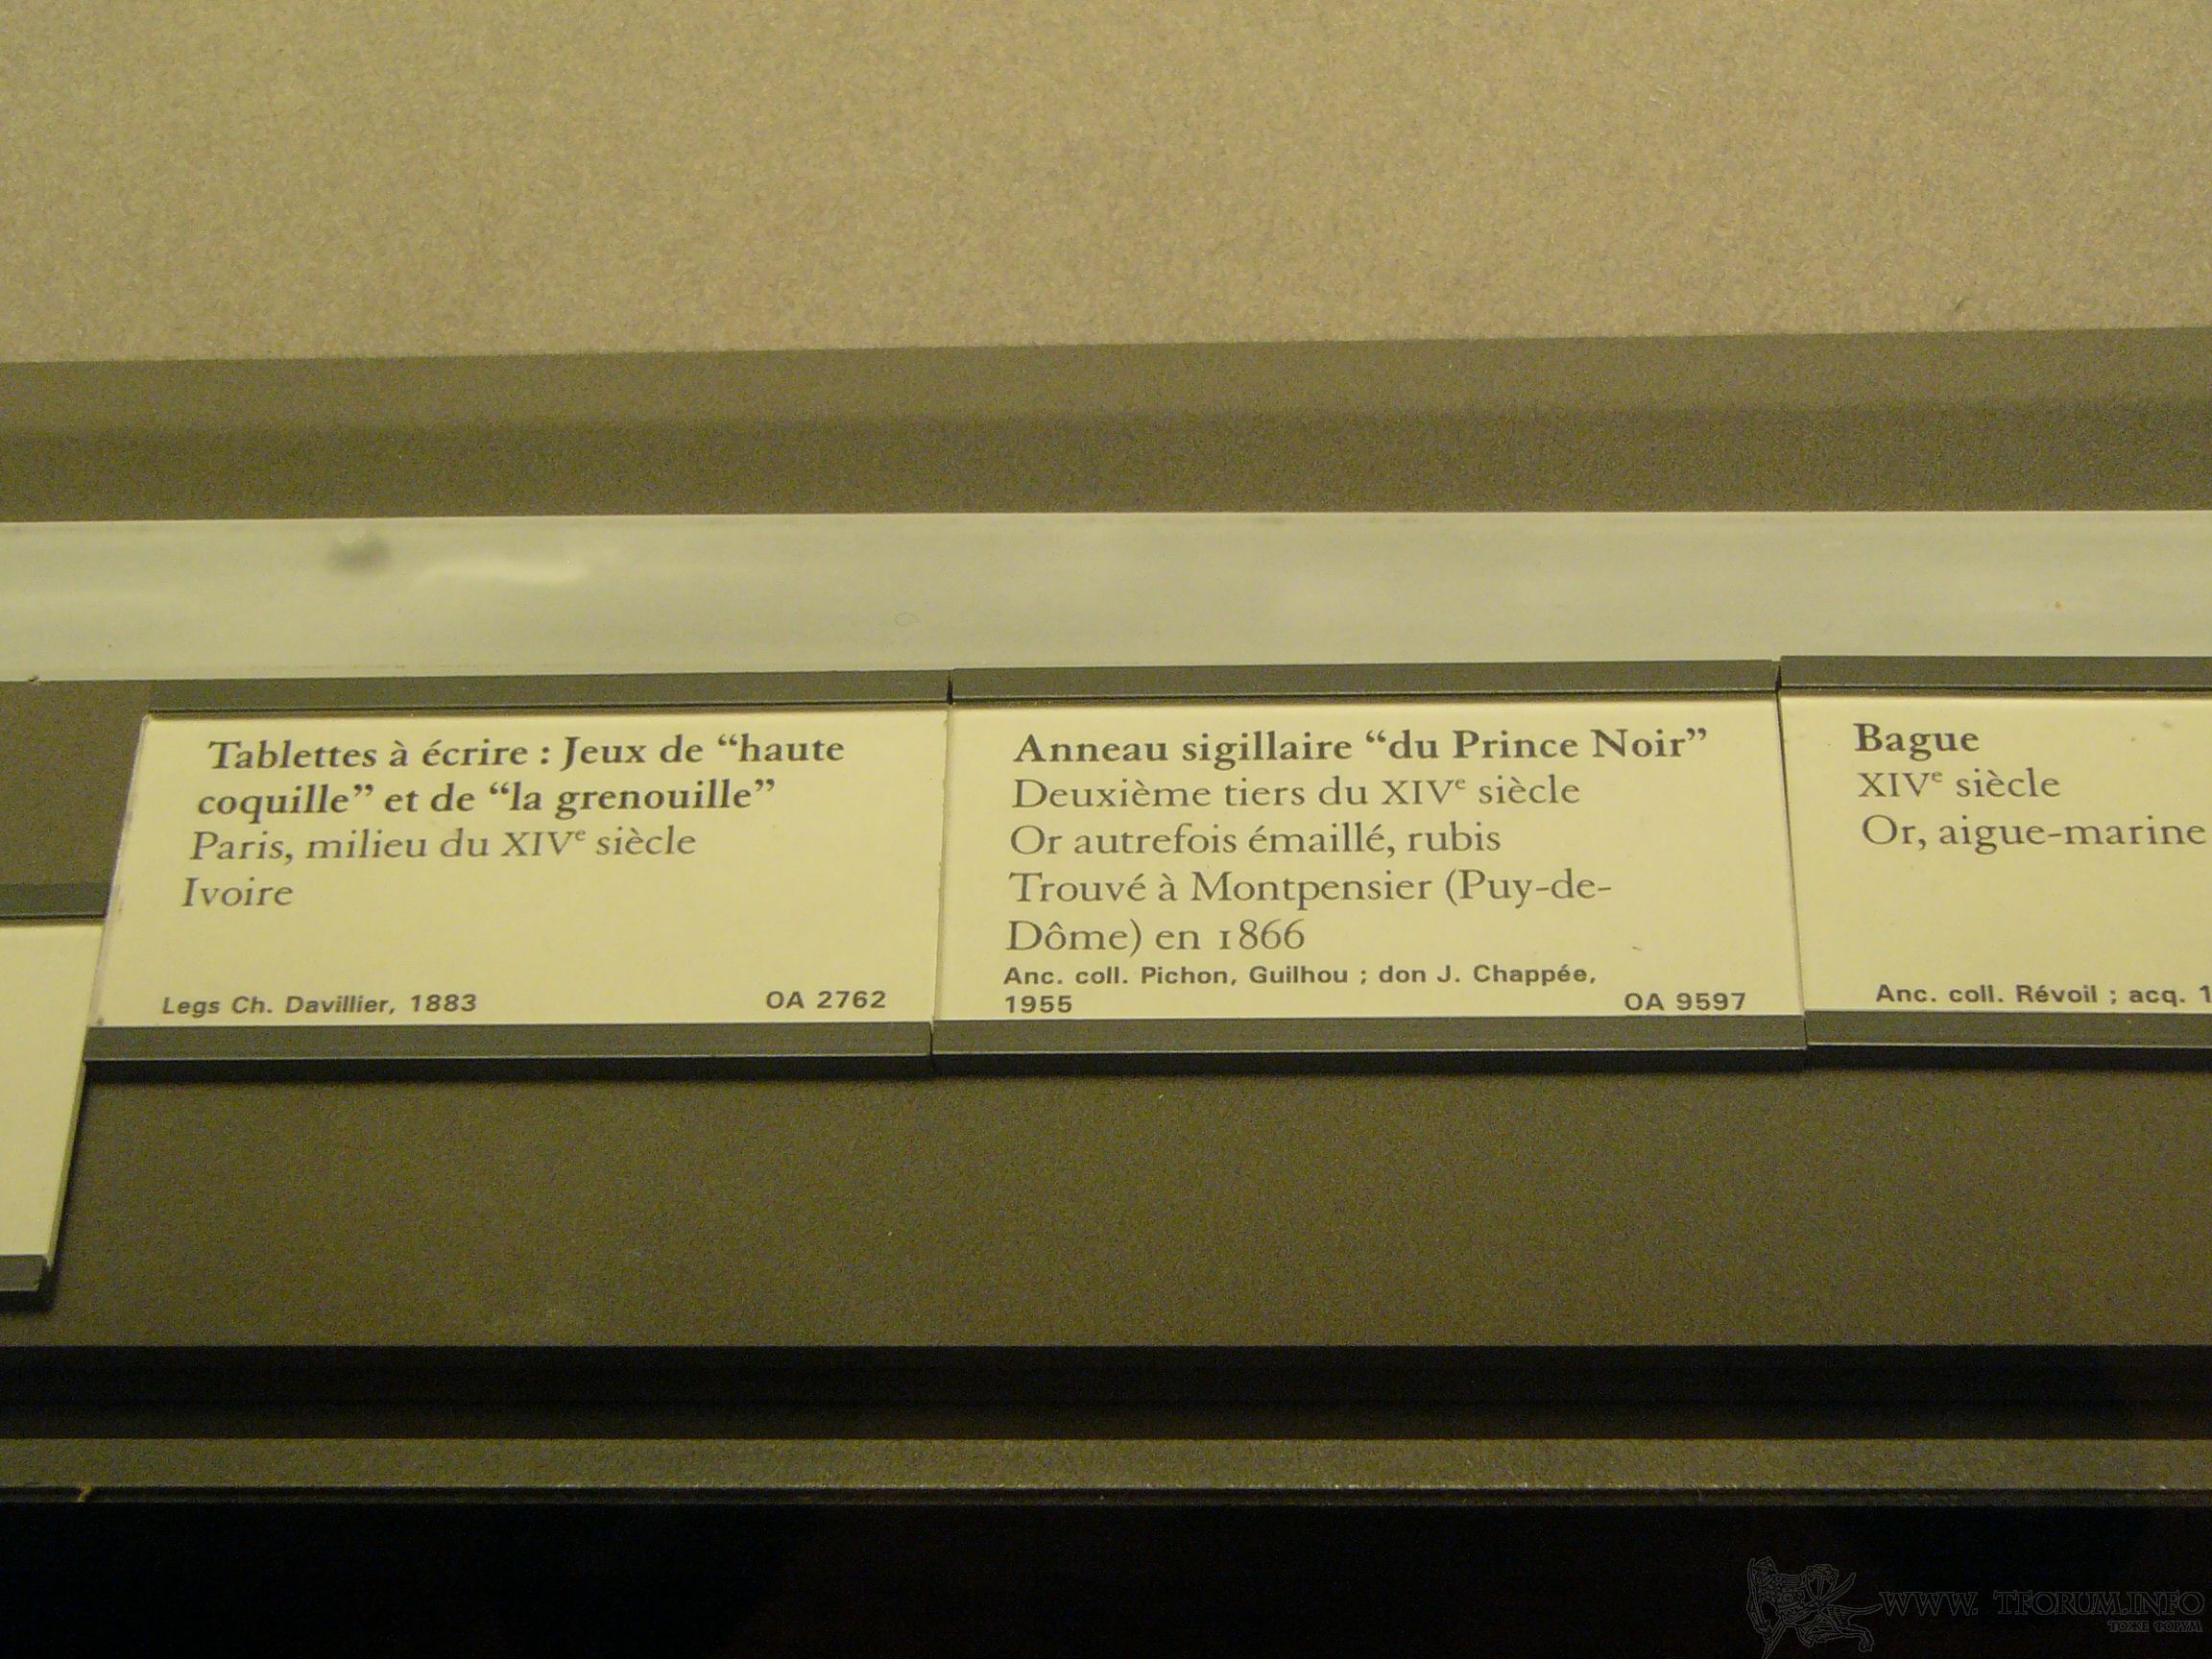 Tablettes à écrire : Jeux de “haute
coquille” et de “la grenouille”
Paris, milieu du XIVe siècle
Ivoire
Legs Ch. Davillier, 1883
OA 2762
Anneau sigillaire “du Prince Noir”
Deuxième tiers du XIVe siècle
Or autrefois émaillé, rubis
Trouvé à Montpensier (Puy-de-
Dôme) en 1866
Anc. coll. Pichon, Guilhou ; don J. Chappée,
1955
OA 9597
Bague
XIVe siècle
Or, aigue-marine
Anc. coll. Révoil ; acq. 1
WWW. TFORUM.INFO
ТОЖЕ ФОРУМ